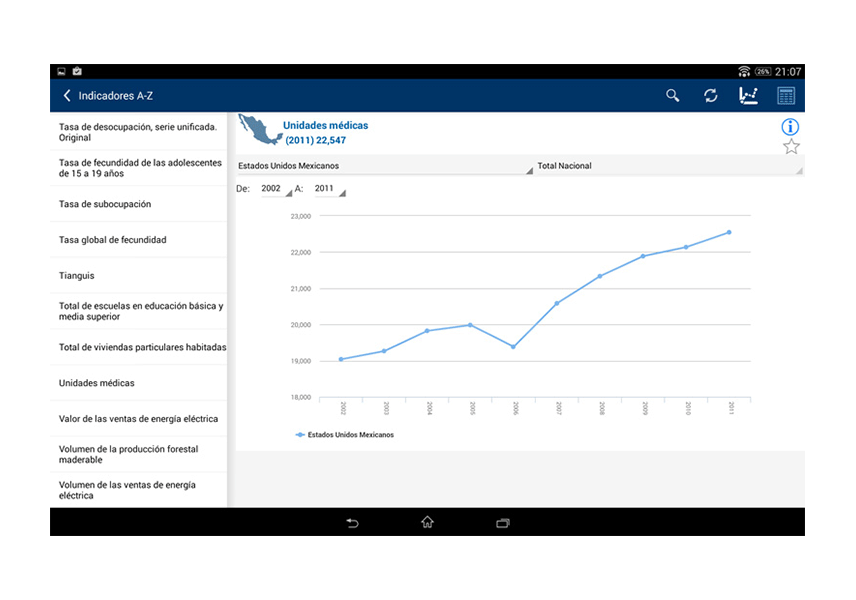 26% 21:07
Indicadores A-Z
Tasa de desocupación, serie unificada.
Original
Tasa de fecundidad de las adolescentes
de 15 a 19 años
Tasa de subocupación
Tasa global de fecundidad
Tianguis
Total de escuelas en educación básica y
media superior
Total de viviendas particulares habitadas
Unidades médicas
Valor de las ventas de energía eléctrica
Volumen de la producción forestal
maderable
Volumen de las ventas de energía
eléctrica
Unidades médicas
(2011) 22,547
Estados Unidos Mexicanos
Total Nacional
De: 2002 A: 2011
23,000
22,000
21,000
20,000
19,000
18,000
2002 2003 2004 2005 2006 2007 2008 2009 2010 2011
Estados Unidos Mexicanos